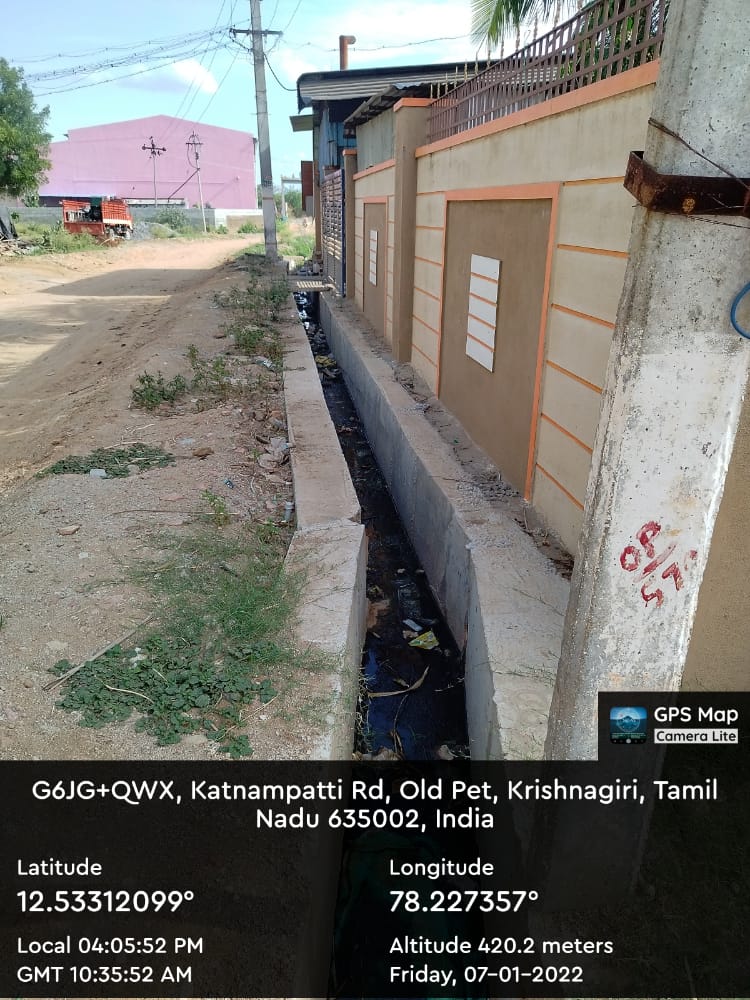 OP/
57
GPS Map
Camera Lite
G6JG+QWX, Katnampatti Rd, Old Pet, Krishnagiri, Tamil
Nadu 635002, India
Latitude
12.53312099°
Longitude
78.227357°
Local 04:05:52 PM
GMT 10:35:52 AM
Altitude 420.2 meters
Friday, 07-01-2022